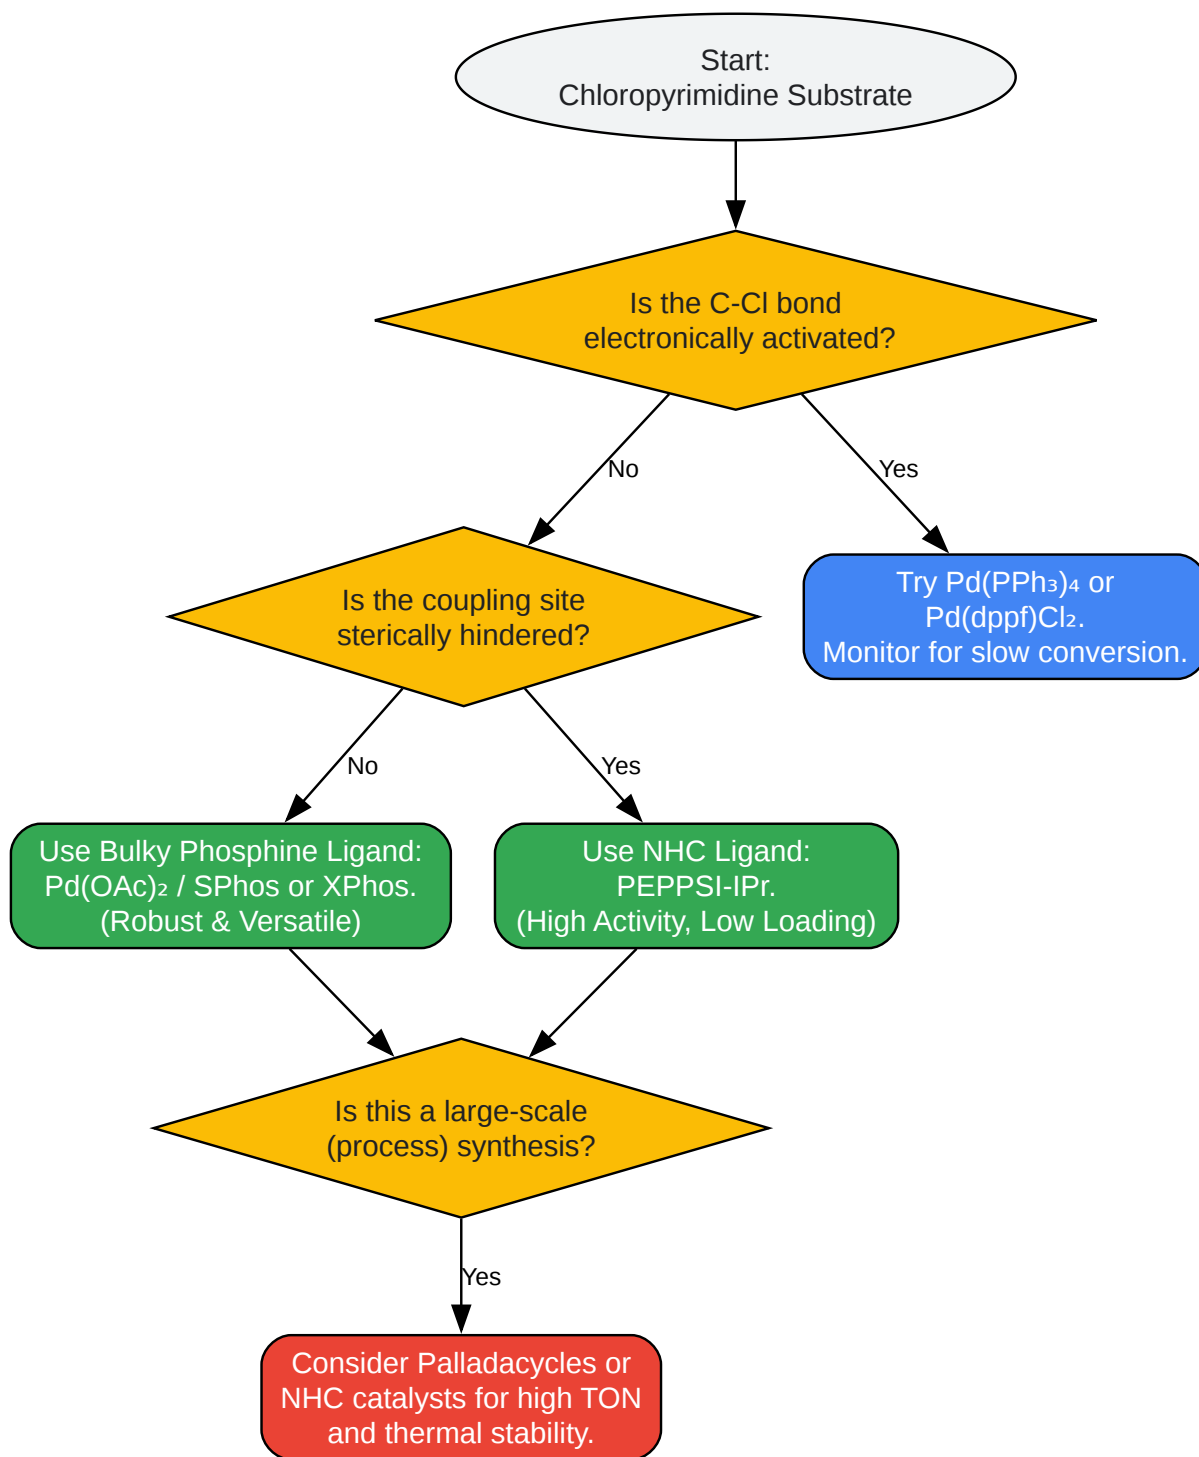 Start:
Chloropyrimidine Substrate
Is the C-Cl bond
electronically activated?
No
Yes
Is the coupling site
sterically hindered?
Try Pd(PPh₃)₄ or
Pd(dppf)Cl₂.
Monitor for slow conversion.
No
Yes
Use Bulky Phosphine Ligand:
Pd(OAc)₂ / SPhos or XPhos.
(Robust & Versatile)
Use NHC Ligand:
PEPPSI-IPr.
(High Activity, Low Loading)
Is this a large-scale
(process) synthesis?
Yes
Consider Palladacycles or
NHC catalysts for high TON
and thermal stability.